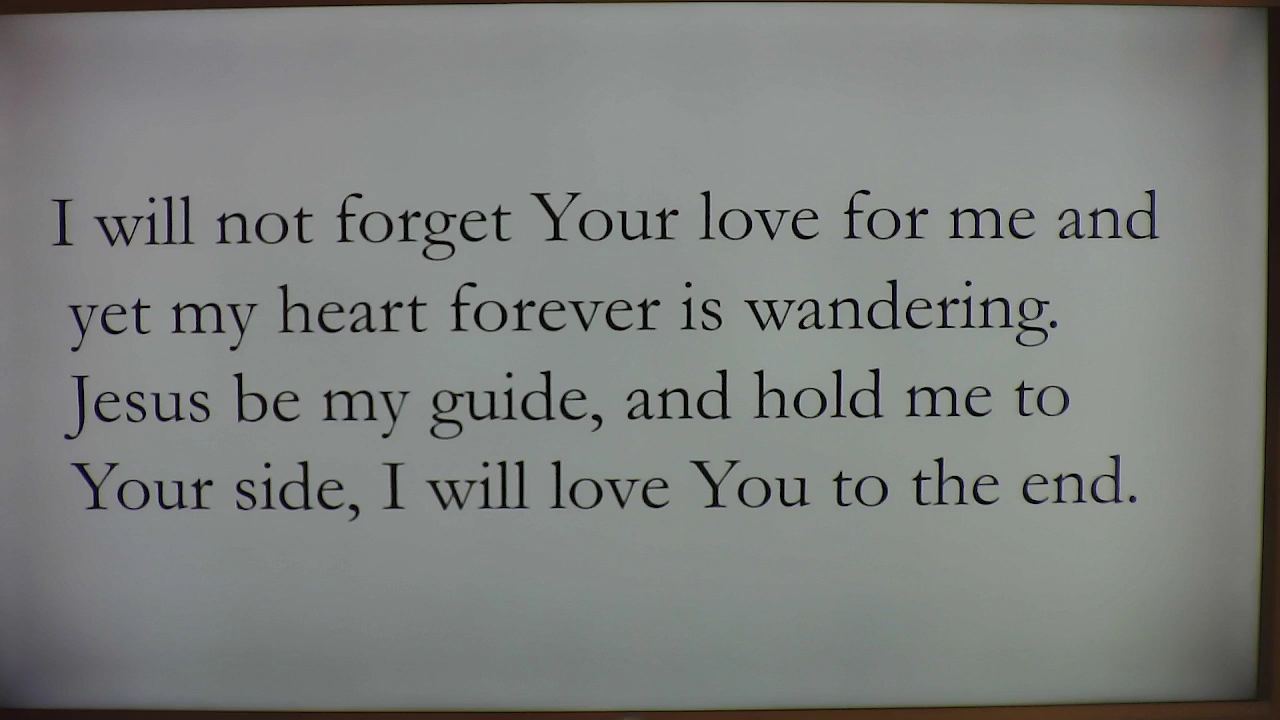 I will not forget Your love for me and
yet my heart forever is wandering.
Jesus be my guide, and hold me to
Your side, I will love You to the end.